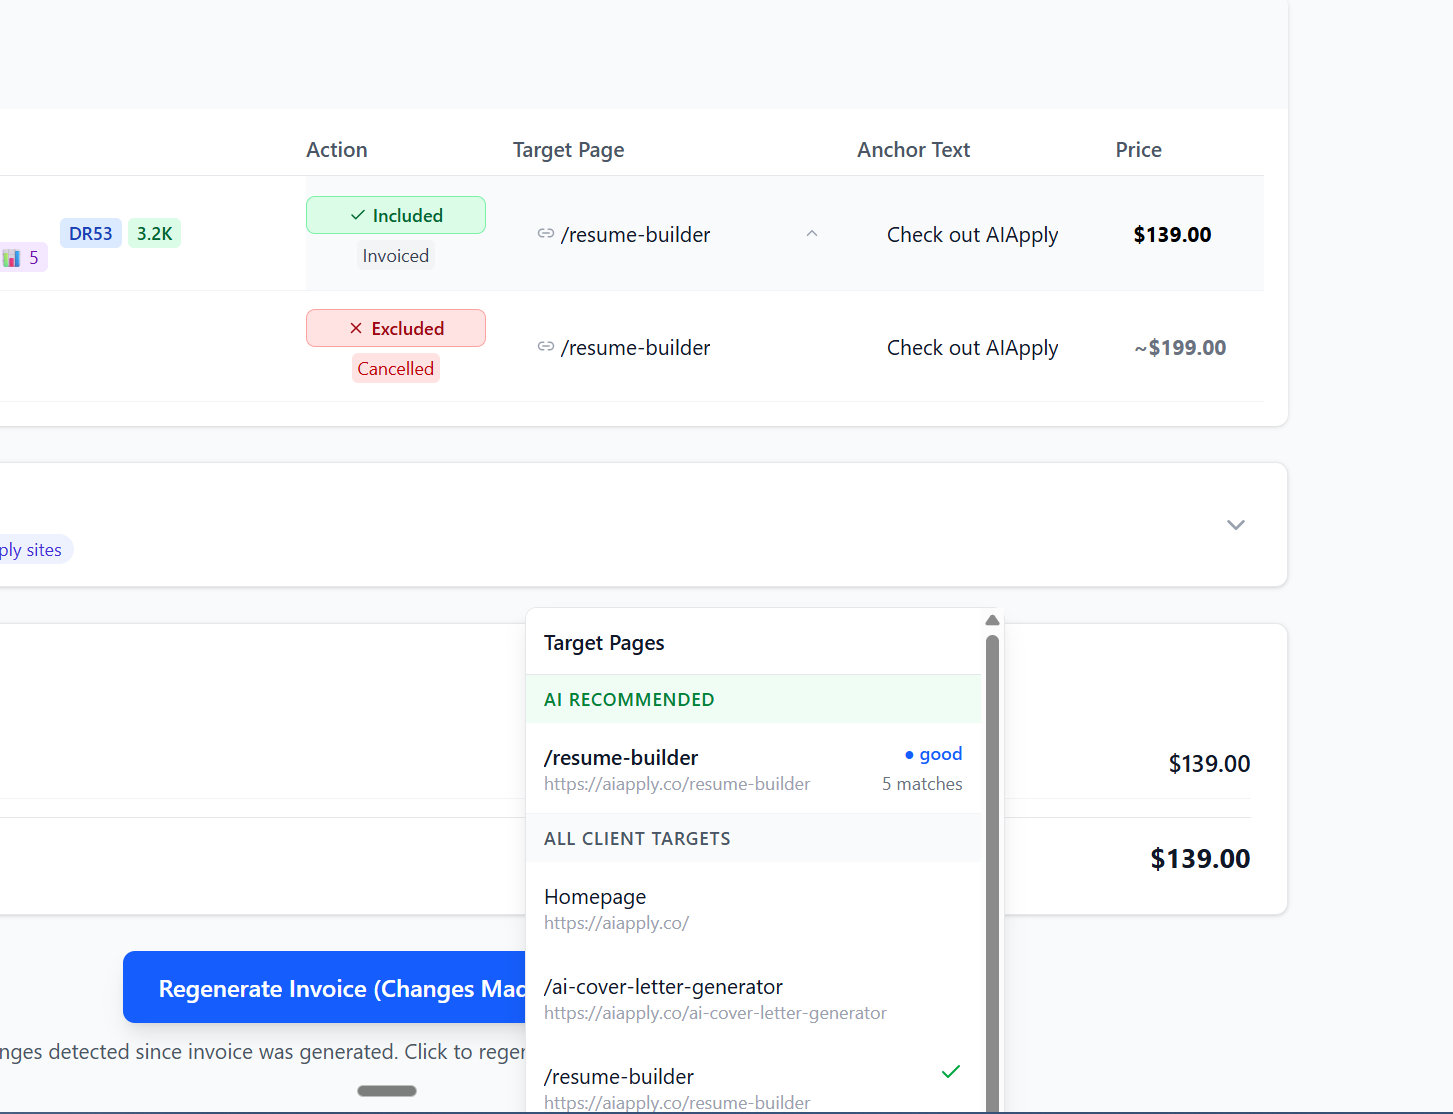 Action Target Page Anchor Text Price
DR53 3.2K
5
Included
Invoiced
/resume-builder
Check out AIApply
$139.00
Excluded
Cancelled
/resume-builder
Check out AIApply
~$199.00
sites
Target Pages
AI RECOMMENDED
/resume-builder
good
https://aiapply.co/resume-builder
5 matches
ALL CLIENT TARGETS
Homepage
https://aiapply.co/
/ai-cover-letter-generator
https://aiapply.co/ai-cover-letter-generator
/resume-builder
https://aiapply.co/resume-builder
$139.00
$139.00
Regenerate Invoice (Changes Mad
detected since invoice was generated. Click to